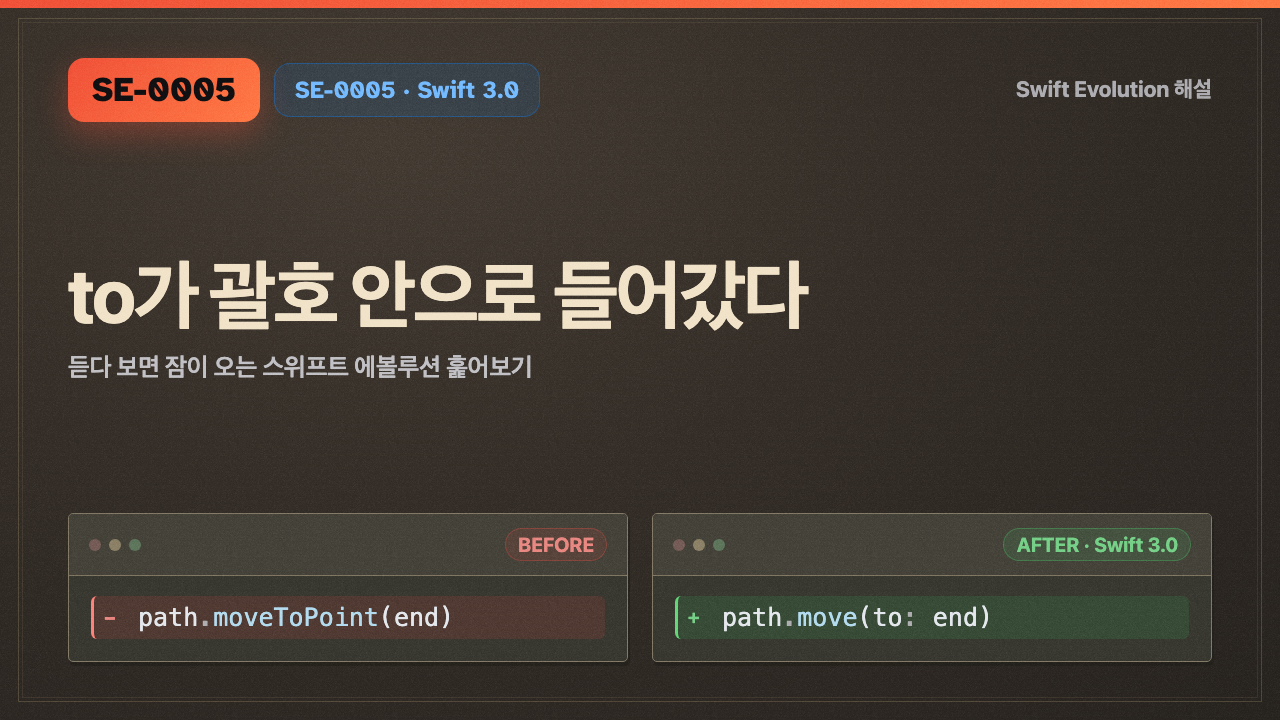 SE-0005
SE-0005 · Swift 3.0
Swift Evolution 해설
to가 괄호 안으로 들어갔다
듣다 보면 잠이 오는 스위프트 에볼루션 훑어보기
BEFORE
− path.moveToPoint(end)
AFTER · Swift 3.0
+ path.move(to: end)